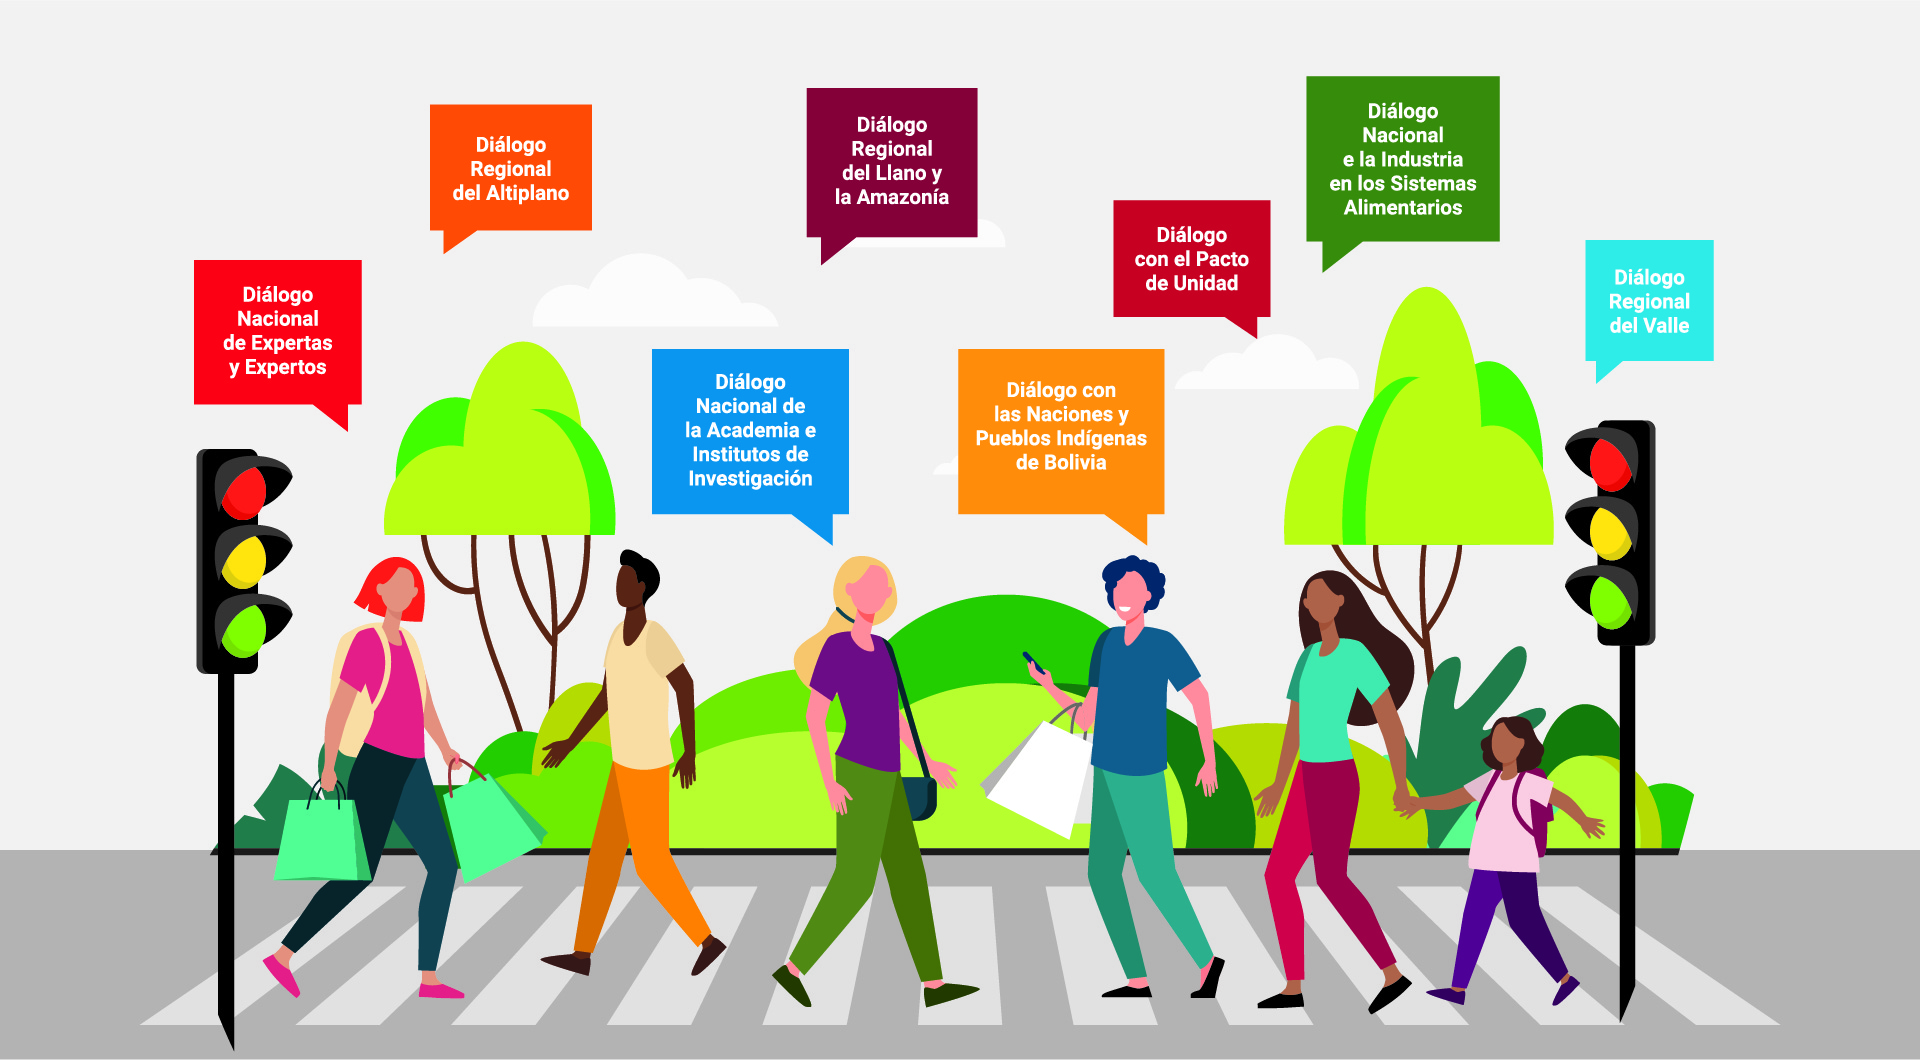 Diálogo
Nacional
de Expertas
y Expertos
Diálogo
Regional
del Altiplano
Diálogo
Nacional de
la Academia e
Institutos de
Investigación
Diálogo
Regional
del Llano y
la Amazonía
Diálogo con
las Naciones y
Pueblos Indígenas
de Bolivia
Diálogo
con el Pacto
de Unidad
Diálogo
Nacional
e la Industria
en los Sistemas
Alimentarios
Diálogo
Regional
del Valle